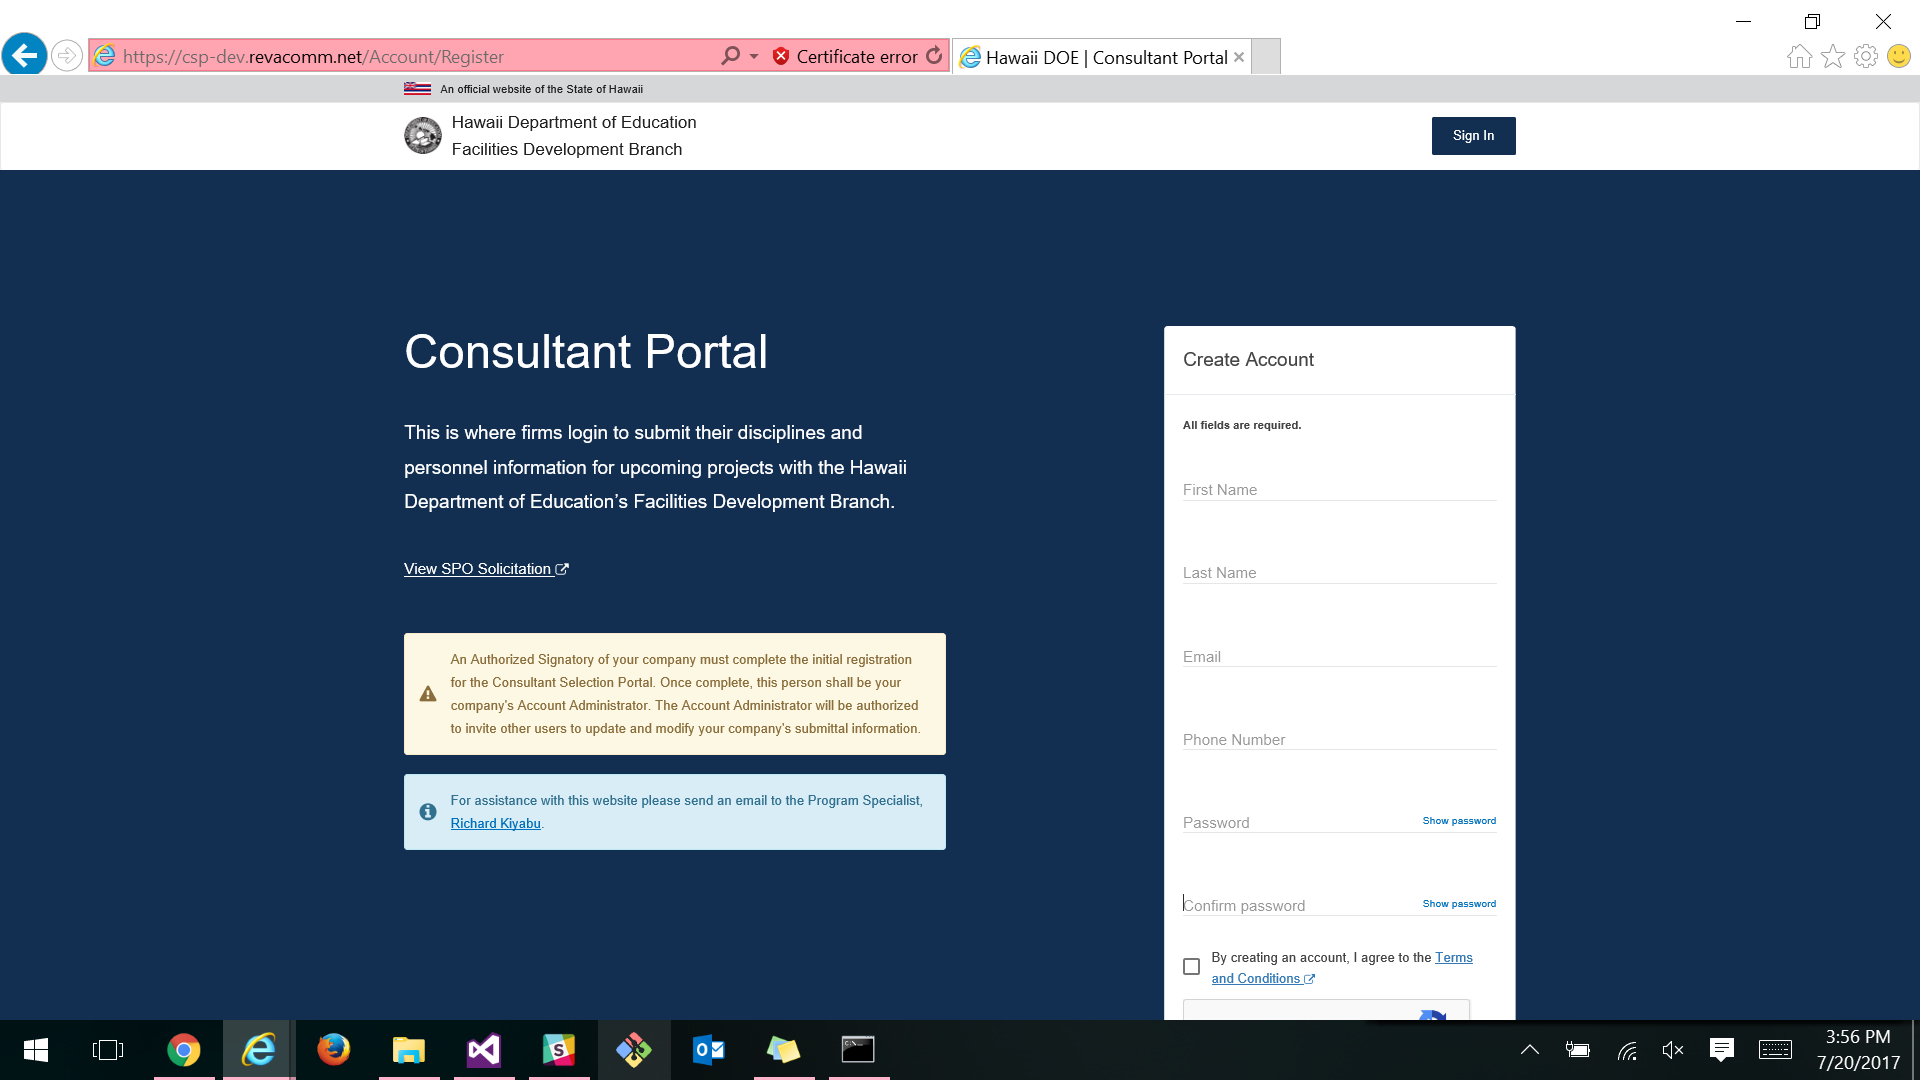 https://csp-dev.revacomm.net/Account/Register
Certificate error
Hawaii DOE | Consultant Portal
An official website of the State of Hawaii
Hawaii Department of Education
Facilities Development Branch
Sign In
Consultant Portal
This is where firms login to submit their disciplines and
personnel information for upcoming projects with the Hawaii
Department of Education’s Facilities Development Branch.
View SPO Solicitation
An Authorized Signatory of your company must complete the initial registration
for the Consultant Selection Portal. Once complete, this person shall be your
company's Account Administrator. The Account Administrator will be authorized
to invite other users to update and modify your company's submittal information.
For assistance with this website please send an email to the Program Specialist,
Richard Kiyabu.
Create Account
All fields are required.
First Name
Last Name
Email
Phone Number
Password
Show password
Confirm password
Show password
By creating an account, I agree to the Terms
and Conditions
3:56 PM
7/20/2017